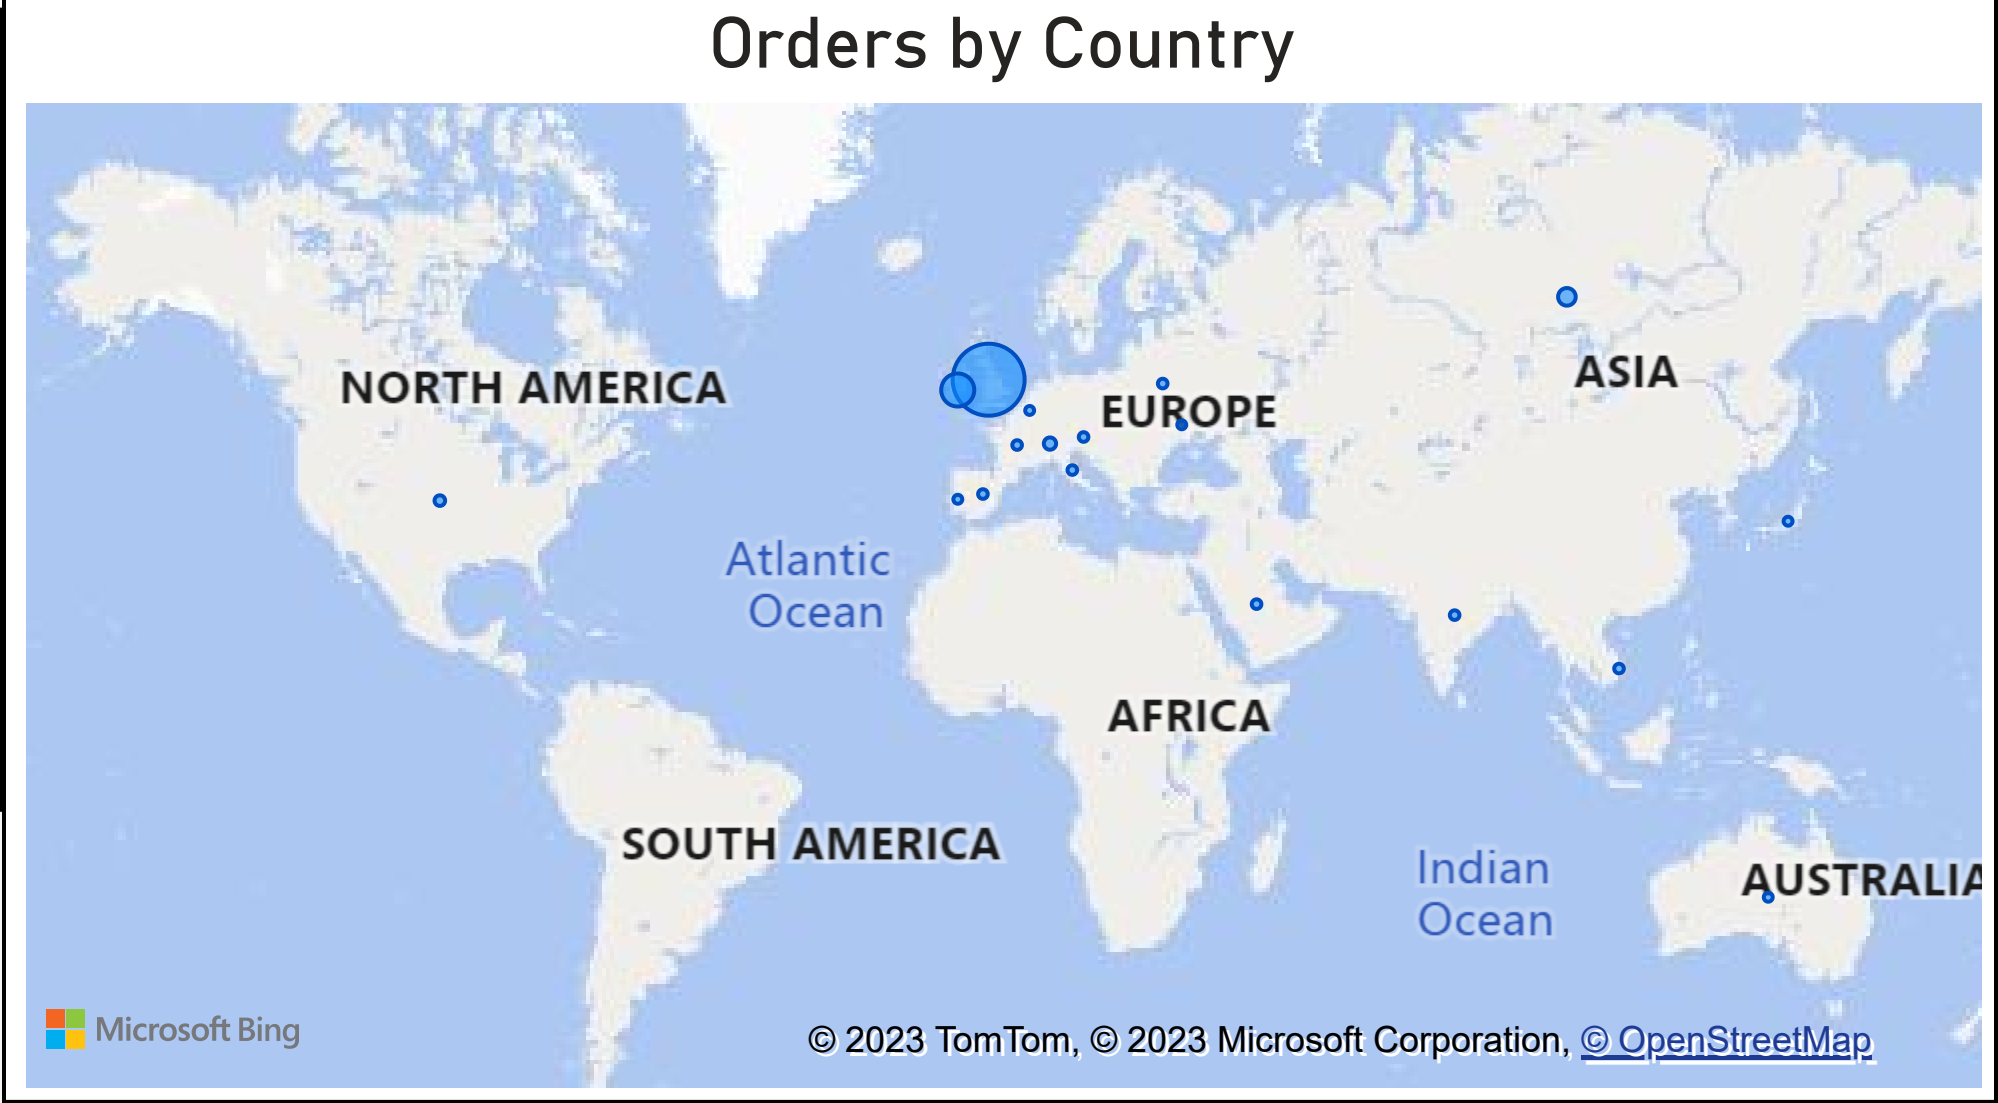 Orders by Country
NORTH AMERICA
EUROPE
ASIA
Atlantic
Ocean
AFRICA
SOUTH AMERICA
Indian
Ocean
AUSTRALIA
Microsoft Bing
© 2023 TomTom, © 2023 Microsoft Corporation, © OpenStreetMap